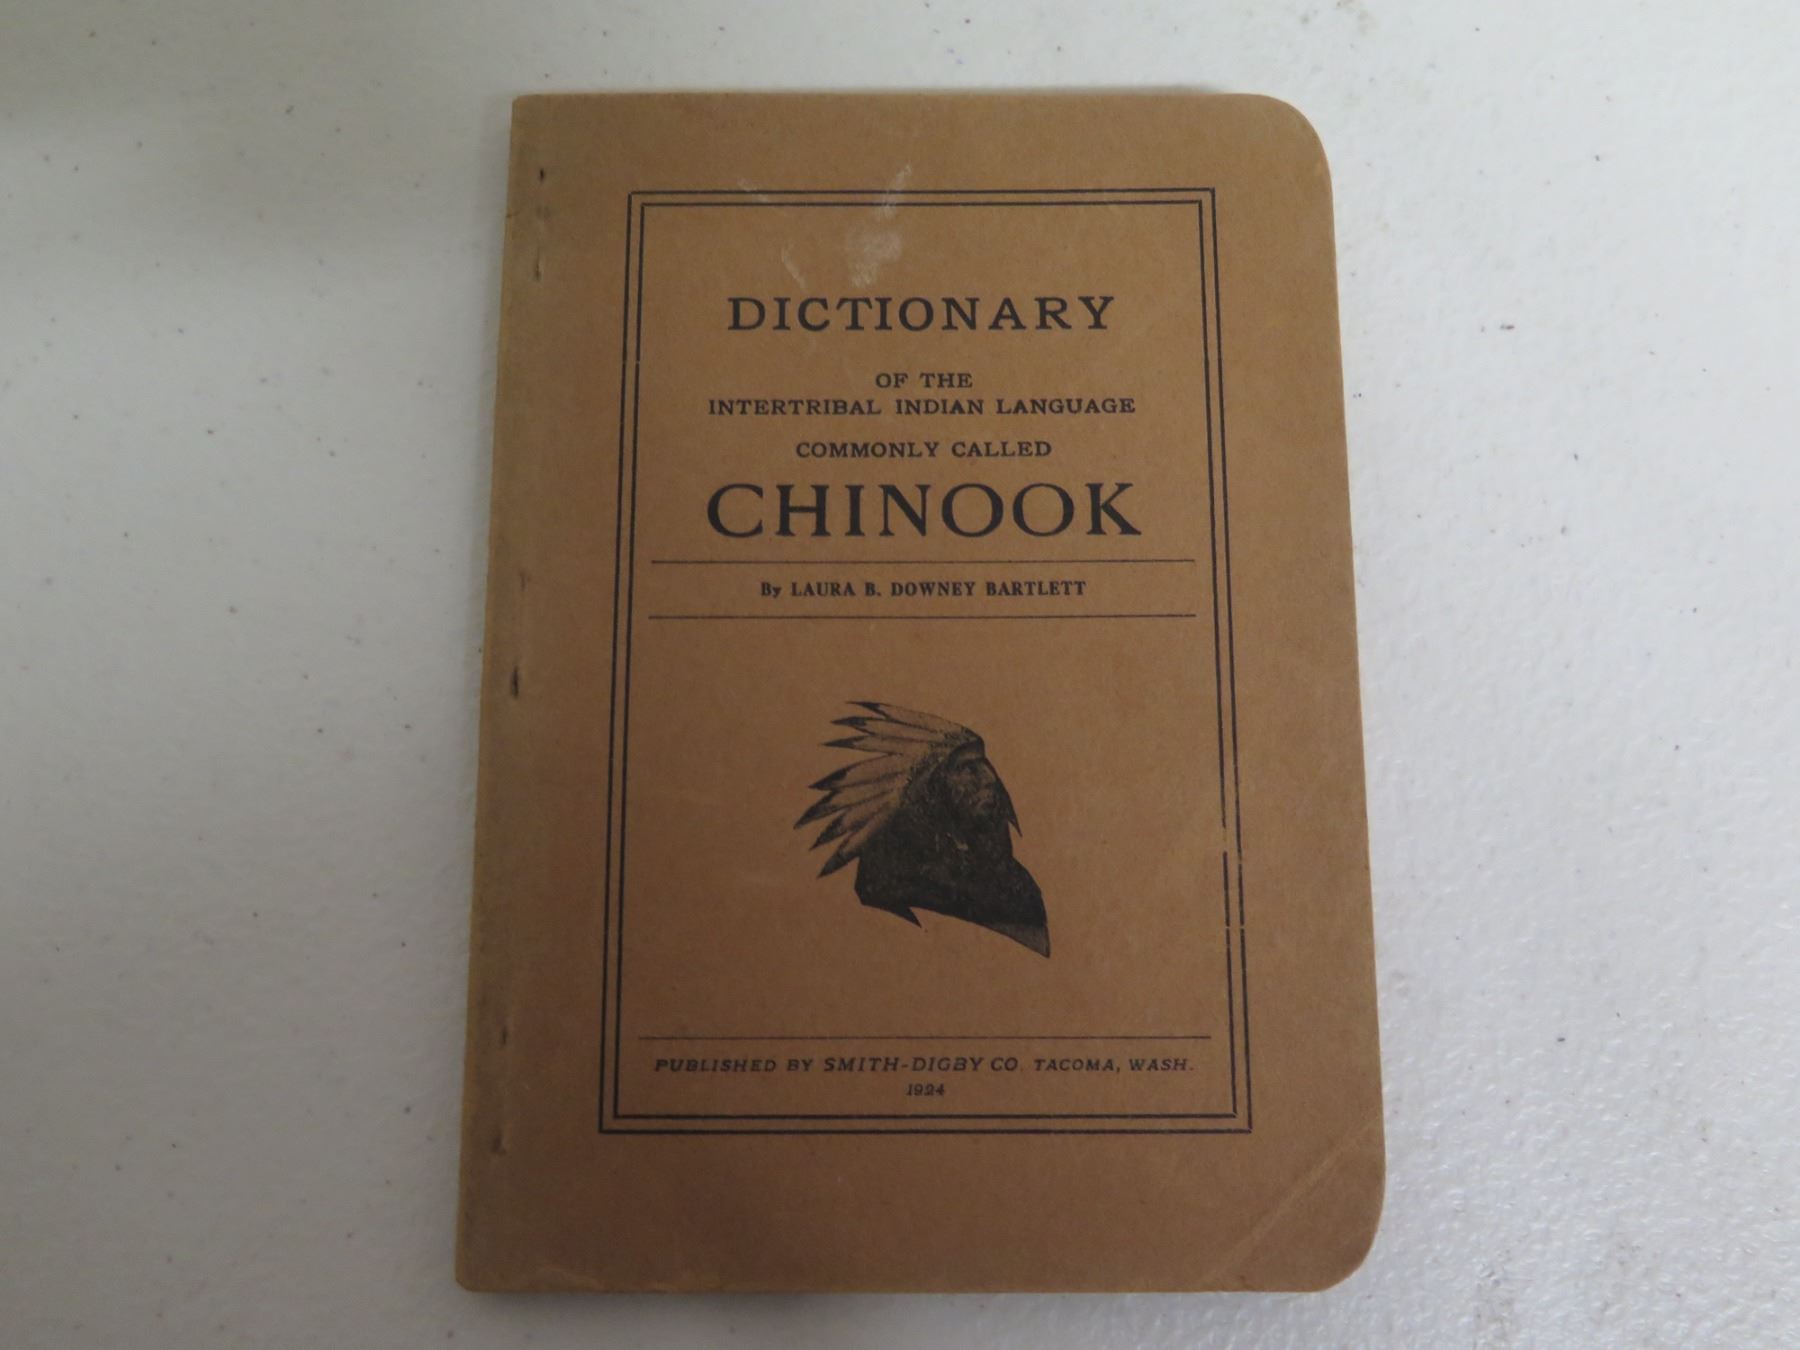 DICTIONARY
OF THE
INTERTRIBAL INDIAN LANGUAGE
COMMONLY CALLED
CHINOOK
By LAURA B. DOWNEY BARTLETT
PUBLISHED BY SMITH-DIGBY CO. TACOMA, WASH.
1924